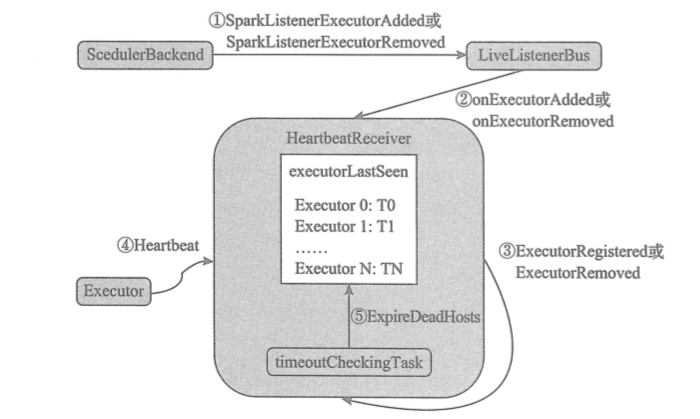 ①SparkListenerExecutorAdded或
SparkListenerExecutorRemoved
ScedulerBackend
LiveListenerBus
②onExecutorAdded或
onExecutorRemoved
HeartbeatReceiver
executorLastSeen
Executor 0: T0
Executor 1: T1
……
Executor N: TN
④Heartbeat
③ExecutorRegistered或
ExecutorRemoved
Executor
⑤ExpireDeadHosts
timeoutCheckingTask